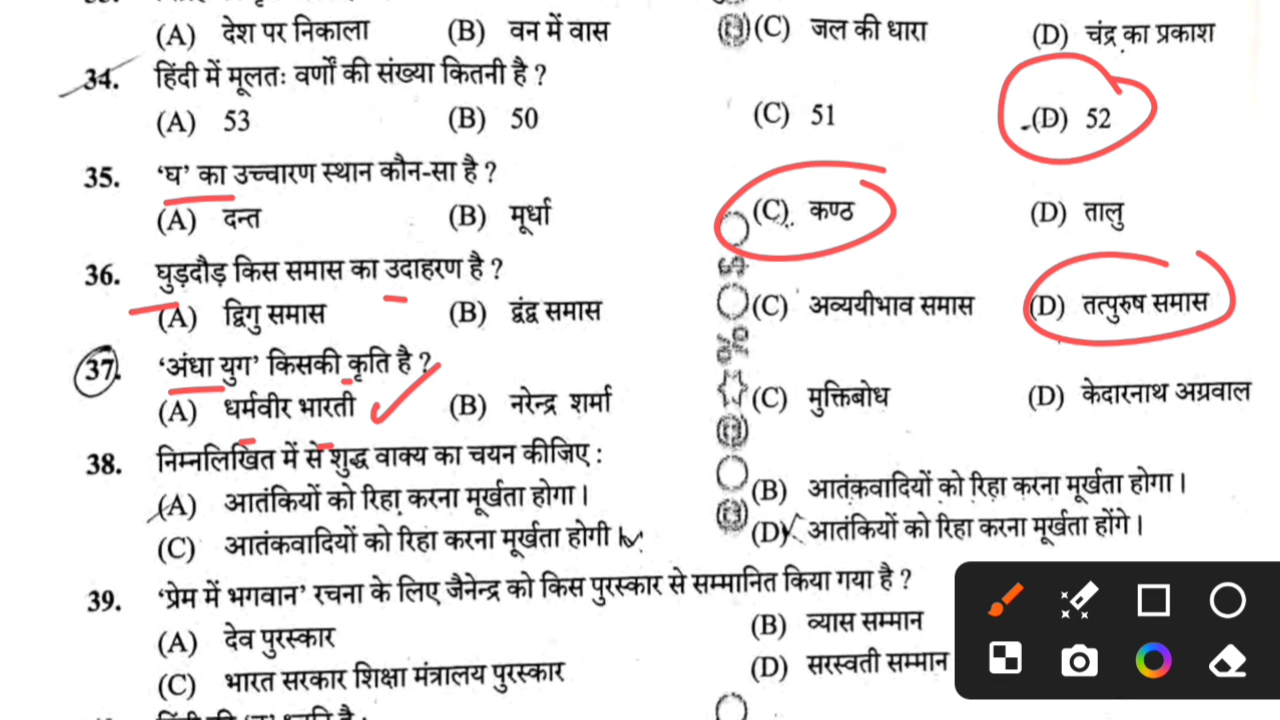 (A) देश पर निकाला (B) वन में वास (C) जल की धारा (D) चंद्र का प्रकाश
34. हिंदी में मूलतः वर्णों की संख्या कितनी है ?
(A) 53 (B) 50 (C) 51 (D) 52
35. ‘घ’ का उच्चारण स्थान कौन-सा है ?
(A) दन्त (B) मूर्धा (C) कण्ठ (D) तालु
36. घुड़दौड़ किस समास का उदाहरण है ?
(A) द्विगु समास (B) द्वंद्व समास (C) अव्ययीभाव समास (D) तत्पुरुष समास
37. ‘अंधा युग’ किसकी कृति है ?
(A) धर्मवीर भारती (B) नरेन्द्र शर्मा (C) मुक्तिबोध (D) केदारनाथ अग्रवाल
38. निम्नलिखित में से शुद्ध वाक्य का चयन कीजिए :
(A) आतंकियों को रिहा करना मूर्खता होगा। (B) आतंकवादियों को रिहा करना मूर्खता होगा।
(C) आतंकवादियों को रिहा करना मूर्खता होगी। (D) आतंकियों को रिहा करना मूर्खता होंगे।
39. ‘प्रेम में भगवान’ रचना के लिए जैनेन्द्र को किस पुरस्कार से सम्मानित किया गया है ?
(A) देव पुरस्कार (B) व्यास सम्मान
(C) भारत सरकार शिक्षा मंत्रालय पुरस्कार (D) सरस्वती सम्मान